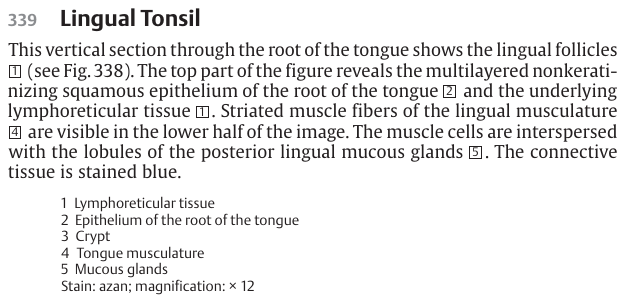 339 Lingual Tonsil
This vertical section through the root of the tongue shows the lingual follicles
1 (see Fig. 338). The top part of the figure reveals the multilayered nonkerati-
nizing squamous epithelium of the root of the tongue 2 and the underlying
lymphoreticular tissue 1. Striated muscle fibers of the lingual musculature
4 are visible in the lower half of the image. The muscle cells are interspersed
with the lobules of the posterior lingual mucous glands 5. The connective
tissue is stained blue.
1 Lymphoreticular tissue
2 Epithelium of the root of the tongue
3 Crypt
4 Tongue musculature
5 Mucous glands
Stain: azan; magnification: × 12